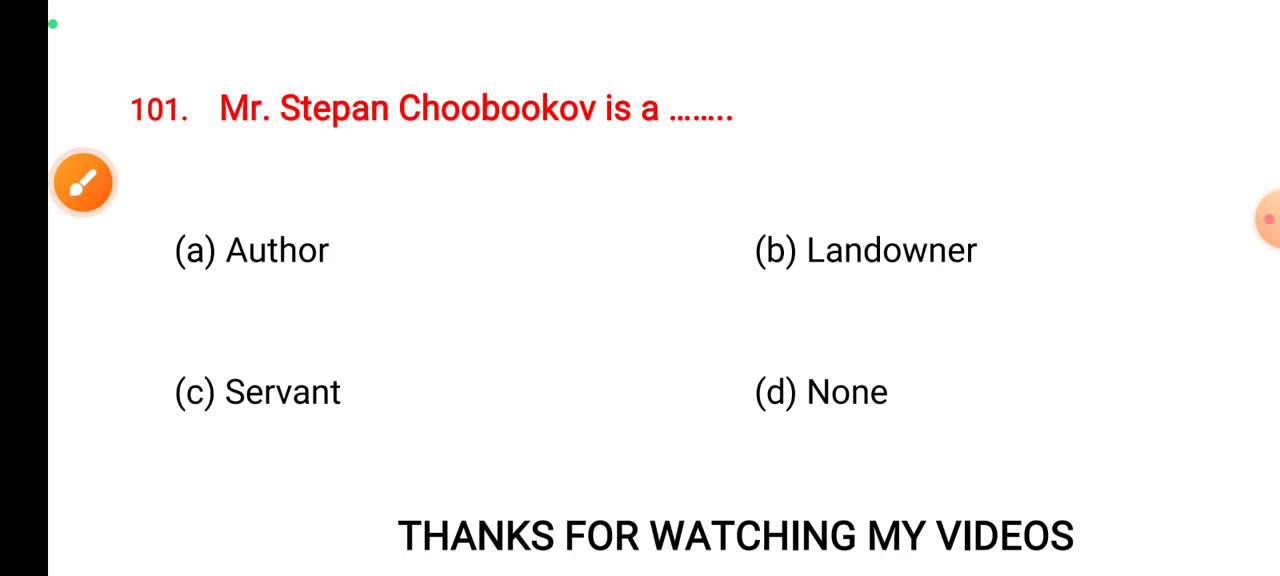 101. Mr. Stepan Choobookov is a ........
(a) Author (b) Landowner
(c) Servant (d) None
THANKS FOR WATCHING MY VIDEOS